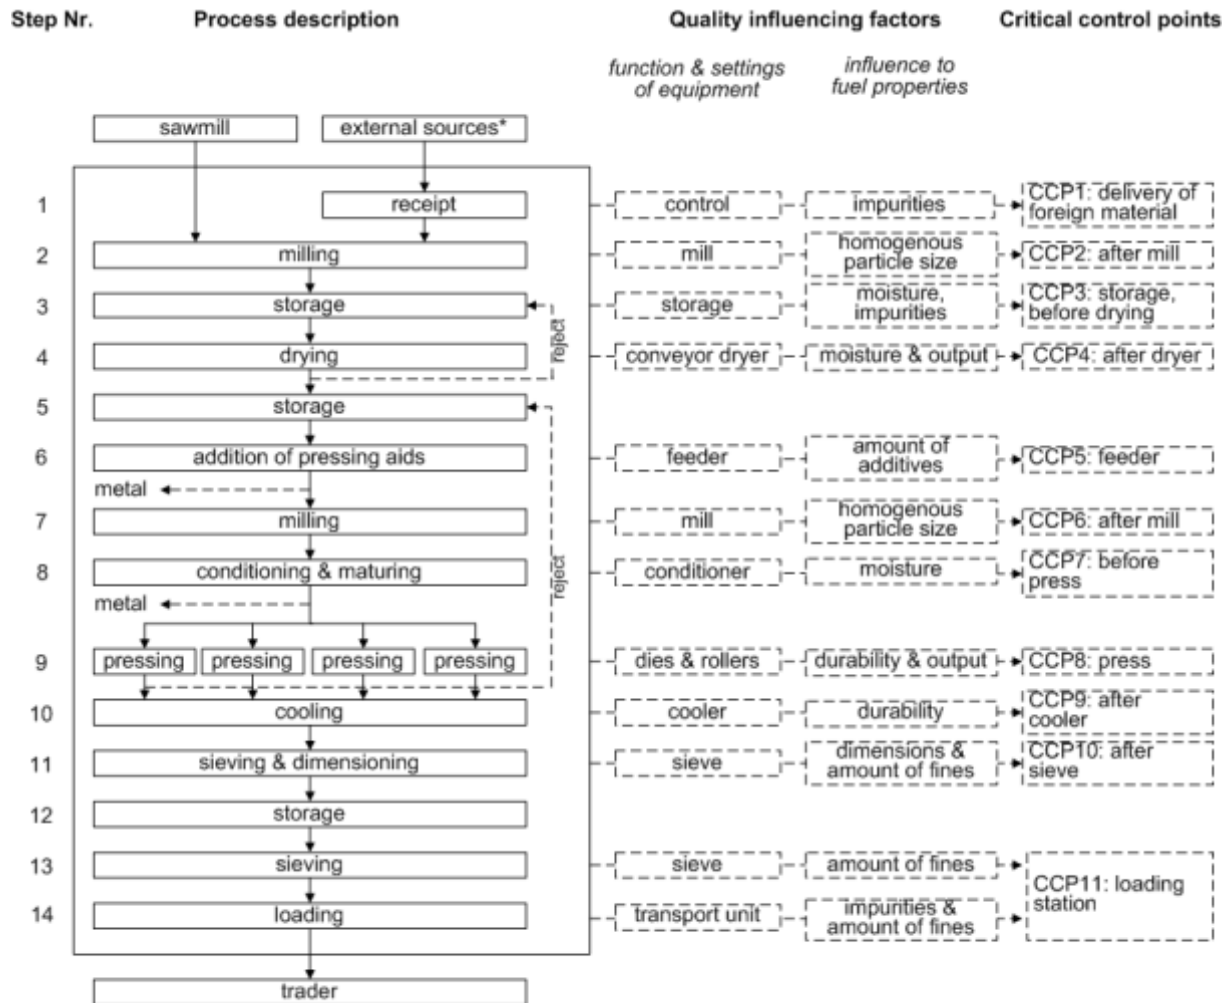 Step Nr. Process description Quality influencing factors Critical control points
function & settings
of equipment
influence to
fuel properties
sawmill external sources*
1 receipt control impurities CCP1: delivery of
foreign material
2 milling mill homogenous
particle size CCP2: after mill
3 storage storage moisture,
impurities CCP3: storage,
before drying
reject
4 drying conveyor dryer moisture & output CCP4: after dryer
5 storage
6 addition of pressing aids feeder amount of
additives CCP5: feeder
metal
7 milling mill homogenous
particle size CCP6: after mill
8 conditioning & maturing conditioner moisture CCP7: before
press
reject
metal
9 pressing pressing pressing pressing dies & rollers durability & output CCP8: press
10 cooling cooler durability CCP9: after
cooler
11 sieving & dimensioning sieve dimensions &
amount of fines CCP10: after
sieve
12 storage
13 sieving sieve amount of fines CCP11: loading
station
14 loading transport unit impurities &
amount of fines
trader